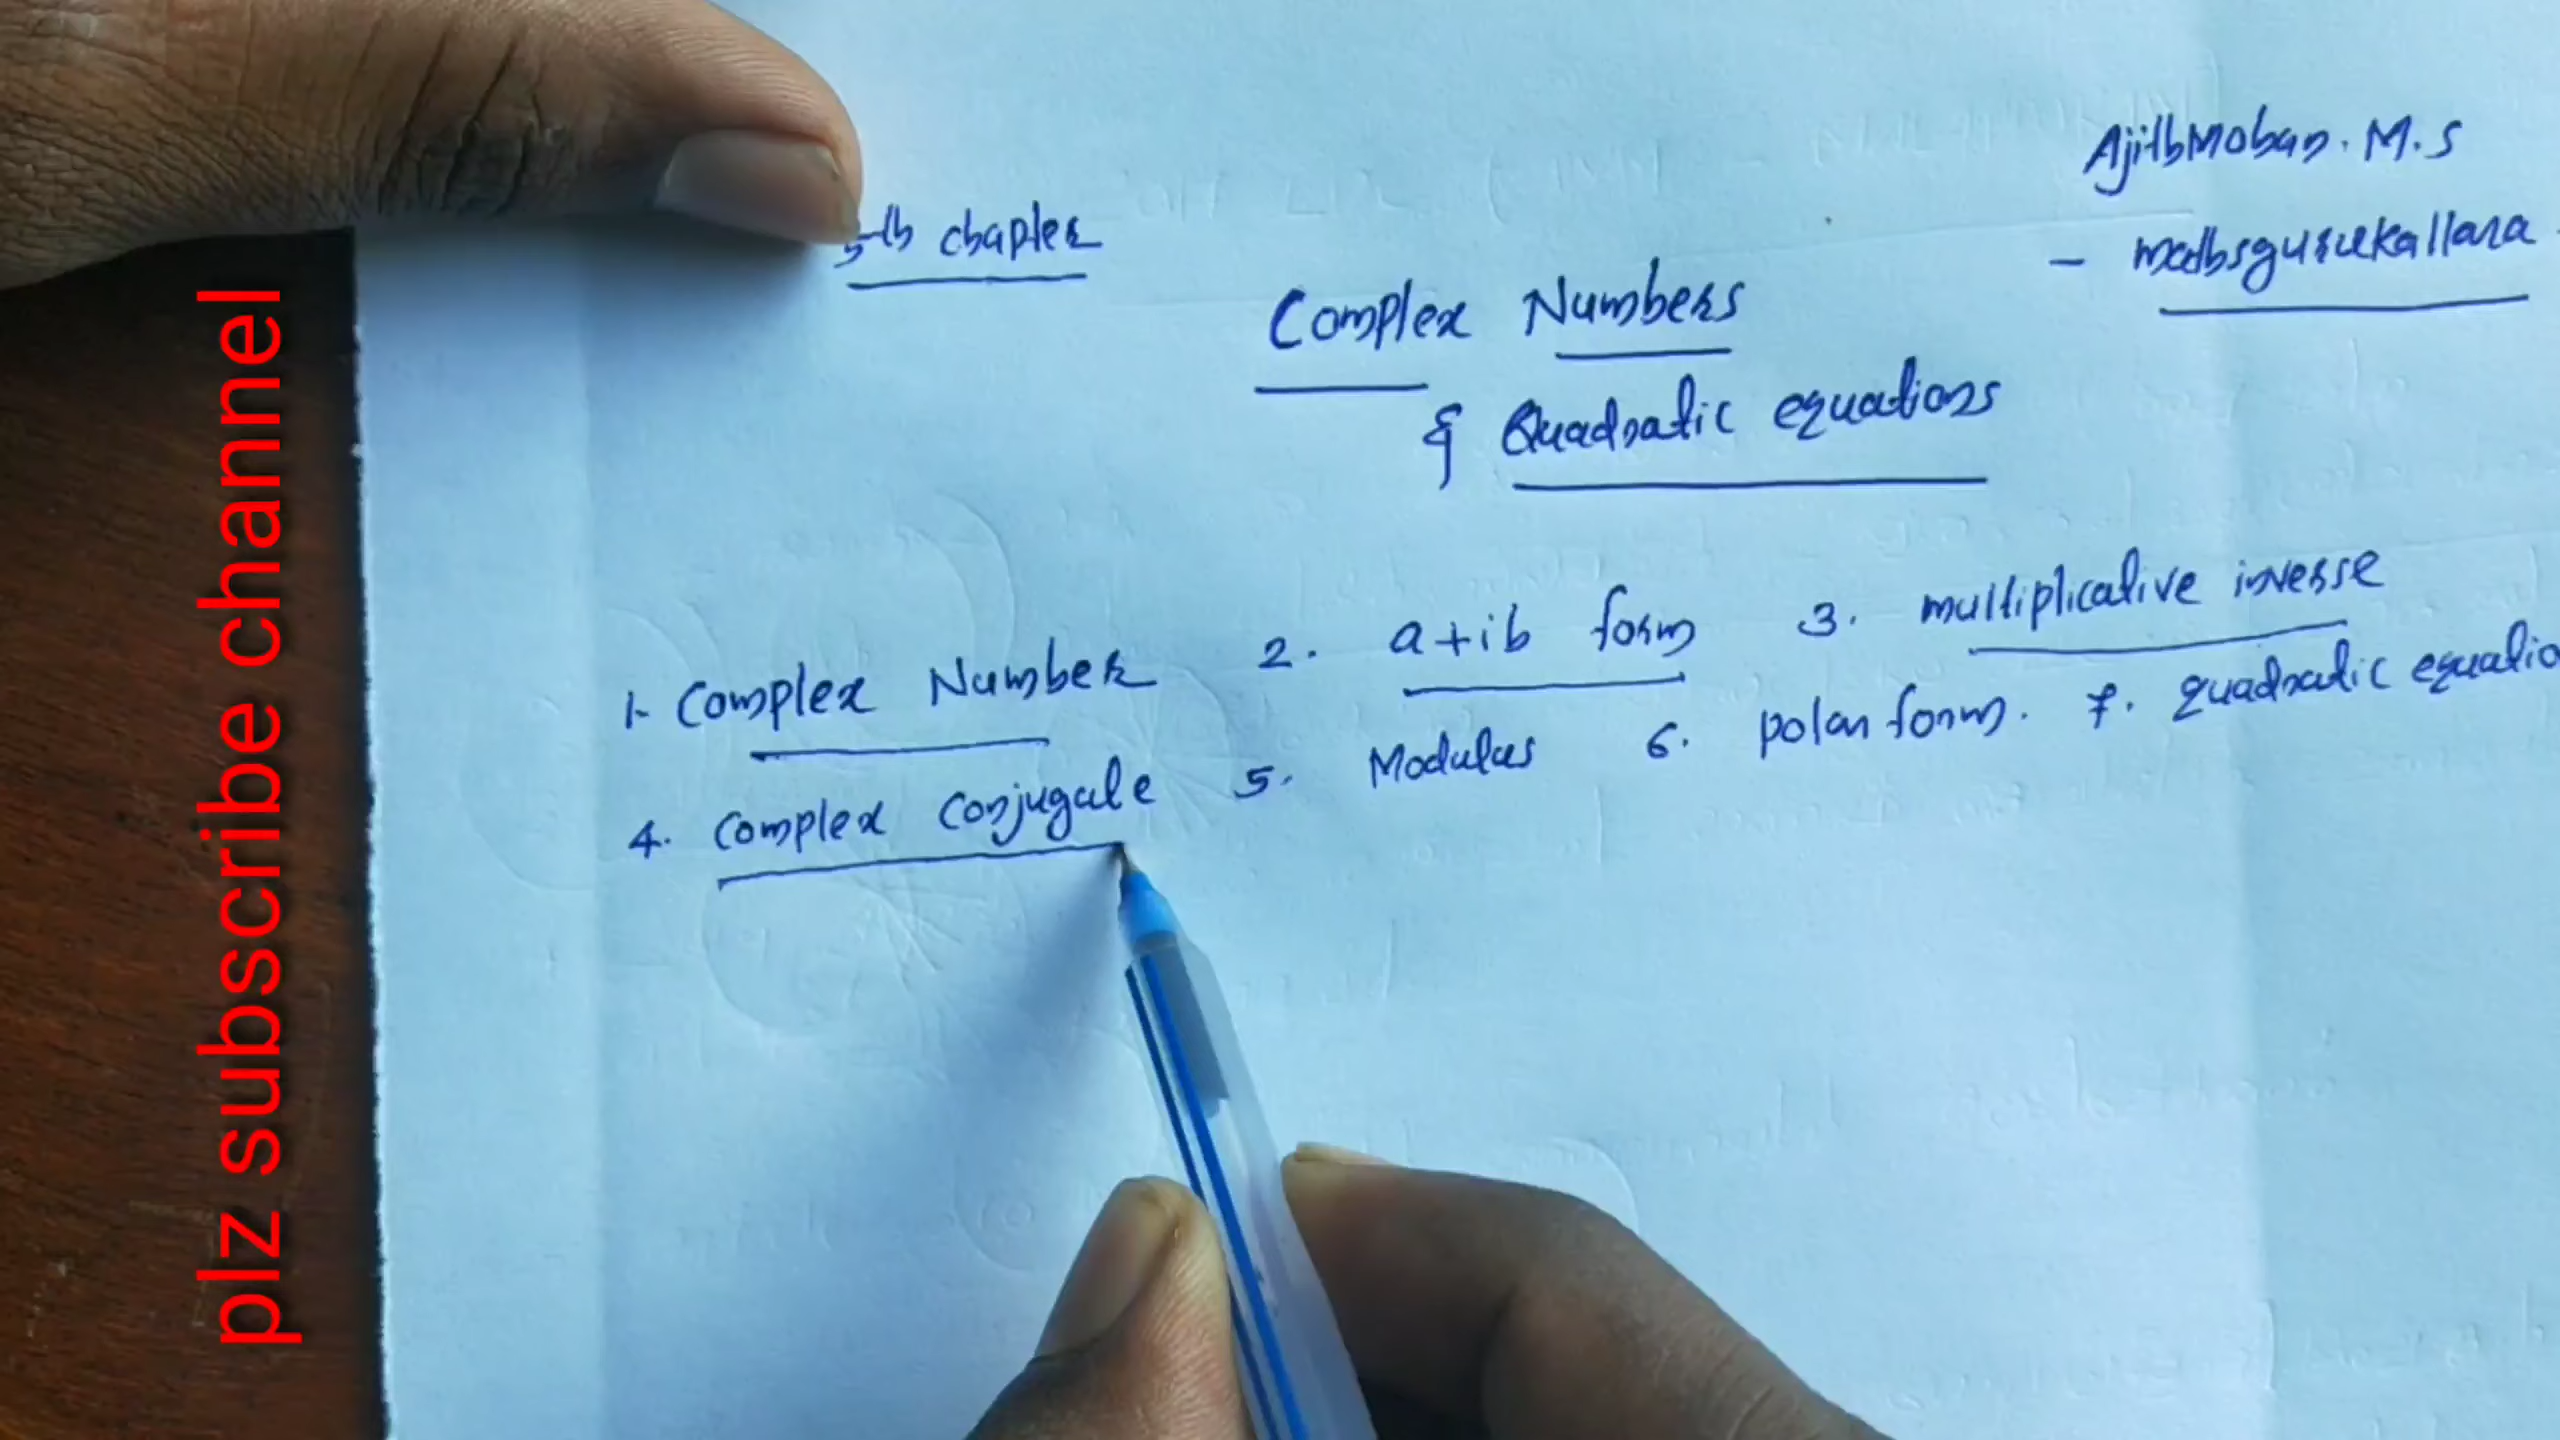 AjithMohan. M.S
5th chapter
- mathsgurukallara
Complex Numbers
& Quadratic equations
1. Complex Number 2. a+ib form 3. multiplicative inverse
4. complex conjugate 5. Modulus 6. polar form. 7. quadratic equatio
plz subscribe channel